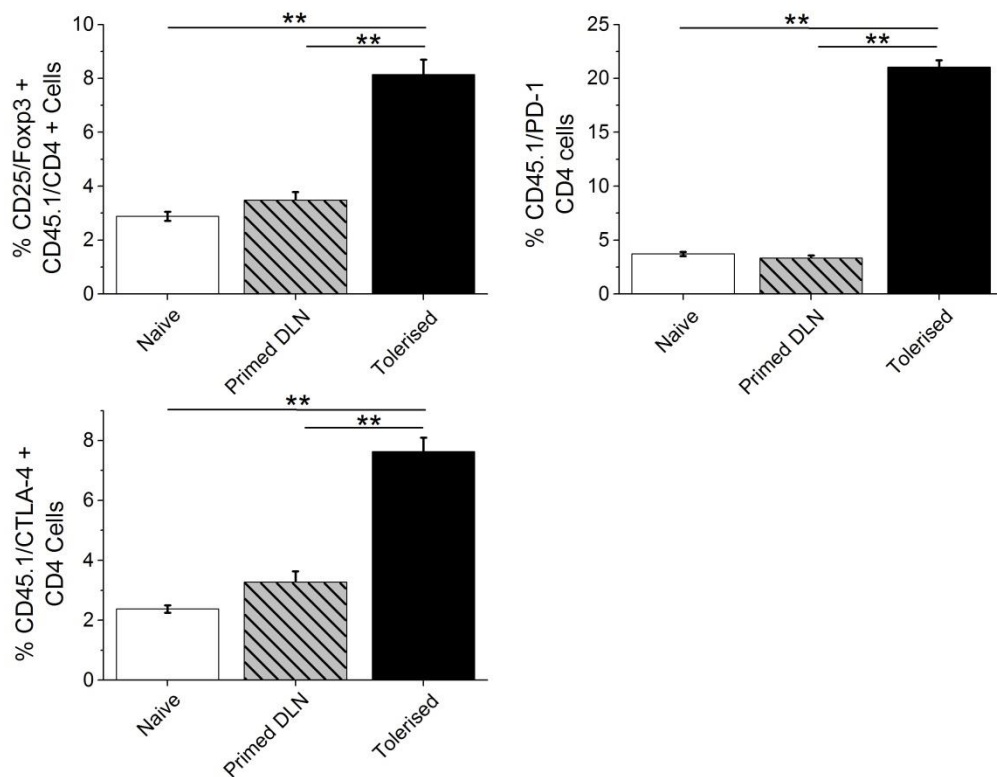 % CD25/Foxp3 +
CD45.1/CD4 + Cells
10
8
6
4
2
0
**
**
Naive
Primed DLN
Tolerised
% CD45.1/PD-1
CD4 cells
25
20
15
10
5
0
**
**
Naive
Primed DLN
Tolerised
% CD45.1/CTLA-4 +
CD4 Cells
8
6
4
2
0
**
**
Naive
Primed DLN
Tolerised